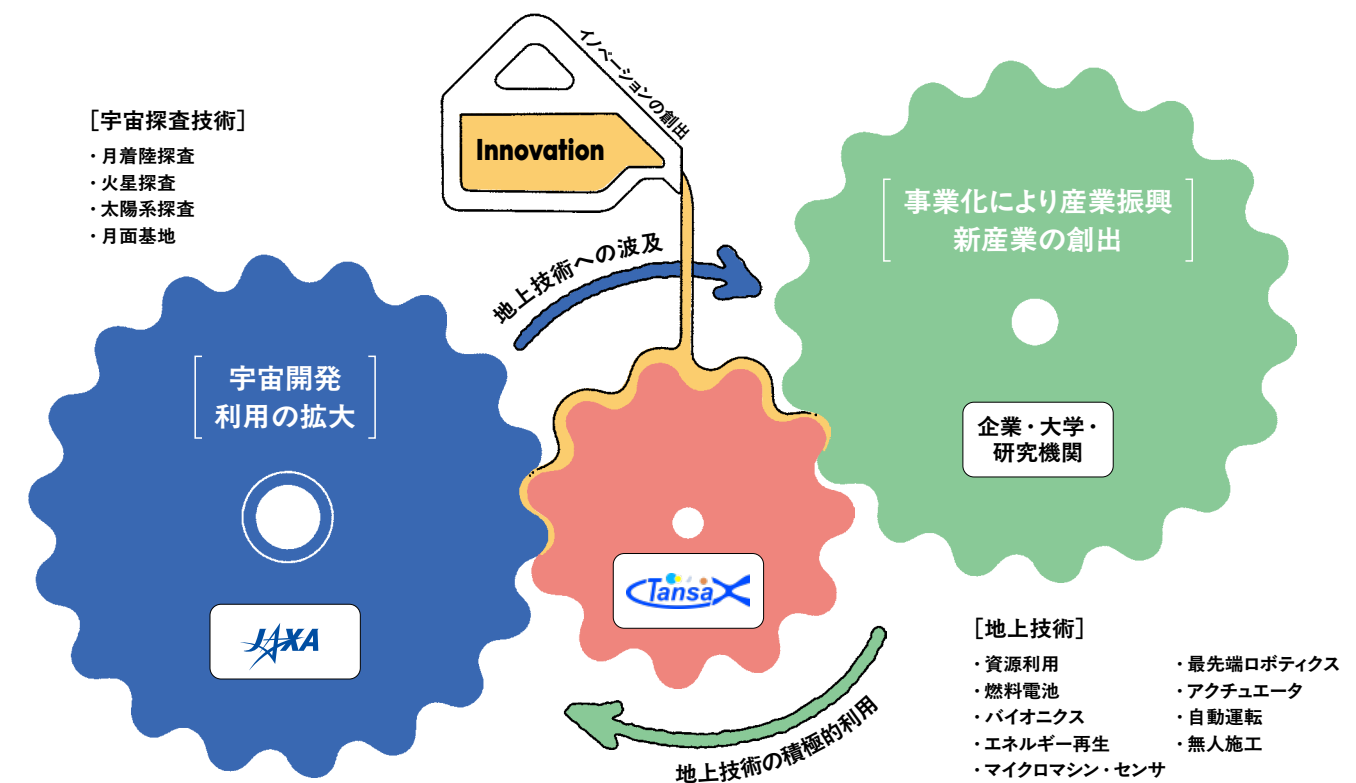 イノベーションの創出
Innovation
［宇宙探査技術］
・月着陸探査
・火星探査
・太陽系探査
・月面基地
地上技術への波及
事業化により産業振興
新産業の創出
宇宙開発
利用の拡大
企業・大学・
研究機関
JAXA
TansaX
地上技術の積極的利用
［地上技術］
・資源利用
・燃料電池
・バイオニクス
・エネルギー再生
・マイクロマシン・センサ
・最先端ロボティクス
・アクチュエータ
・自動運転
・無人施工